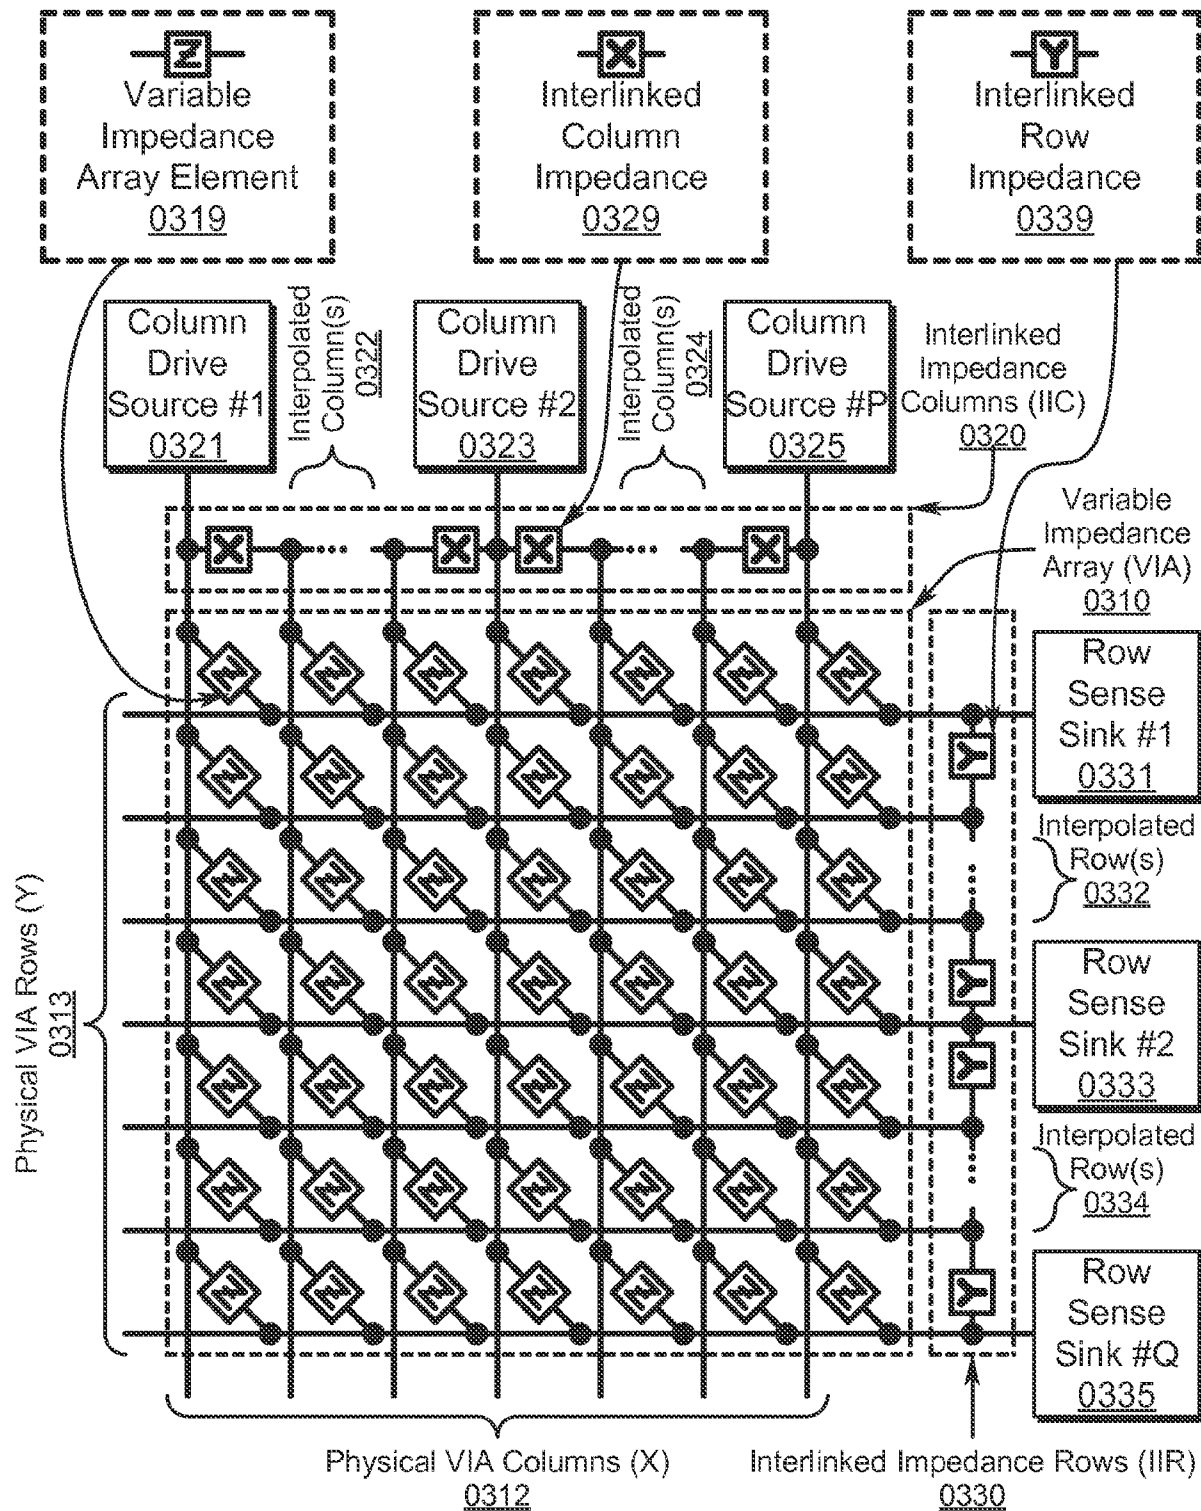 Z
Variable
Impedance
Array Element
0319
X
Interlinked
Column
Impedance
0329
Y
Interlinked
Row
Impedance
0339
Column
Drive
Source #1
0321
Interpolated
Column(s)
0322
Column
Drive
Source #2
0323
Interpolated
Column(s)
0324
Column
Drive
Source #P
0325
Interlinked
Impedance
Columns (IIC)
0320
X X X X
Variable
Impedance
Array (VIA)
0310
Z Z Z Z Z Z Z
Row
Sense
Sink #1
0331
Z Z Z Z Z Z Z Y
Interpolated
Row(s)
0332
Z Z Z Z Z Z Z
Physical VIA Rows (Y)
0313
Z Z Z Z Z Z Z Y
Row
Sense
Sink #2
0333
Z Z Z Z Z Z Z Y
Interpolated
Row(s)
0334
Z Z Z Z Z Z Z
Z Z Z Z Z Z Z Y
Row
Sense
Sink #Q
0335
Physical VIA Columns (X)
0312
Interlinked Impedance Rows (IIR)
0330